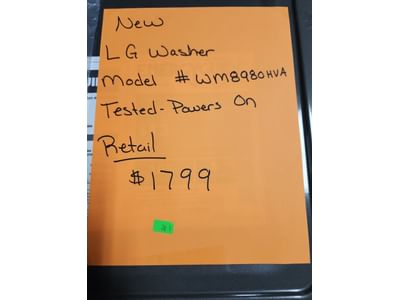 New
LG Washer
Model # WM8980HVA
Tested-Powers On
Retail
$1799